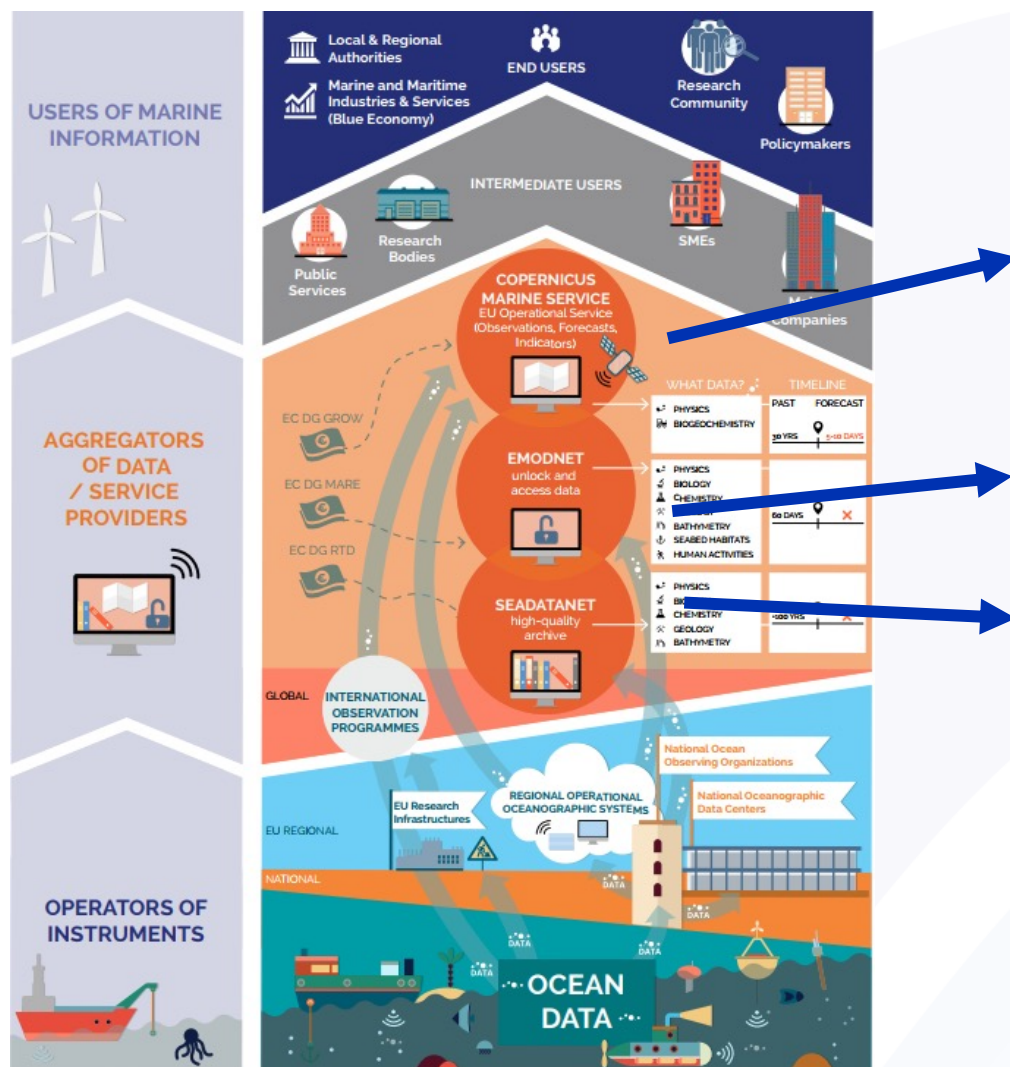 USERS OF MARINE
INFORMATION
AGGREGATORS
OF DATA
/ SERVICE
PROVIDERS
OPERATORS OF
INSTRUMENTS
Local & Regional
Authorities
Marine and Maritime
Industries & Services
(Blue Economy)
END USERS
Research
Community
Policymakers
INTERMEDIATE USERS
Public
Services
Research
Bodies
SMEs
Companies
COPERNICUS
MARINE SERVICE
EU Operational Service
(Observations, Forecasts,
Indicators)
EC DG GROW
EC DG MARE
EC DG RTD
EMODNET
unlock and
access data
SEADATANET
high-quality
archive
WHAT DATA?
TIMELINE
PHYSICS
BIOGEOCHEMISTRY
PAST FORECAST
30 YRS 5-10 DAYS
PHYSICS
BIOLOGY
CHEMISTRY
BATHYMETRY
SEABED HABITATS
HUMAN ACTIVITIES
60 DAYS
PHYSICS
CHEMISTRY
GEOLOGY
BATHYMETRY
-100 YRS
GLOBAL
INTERNATIONAL
OBSERVATION
PROGRAMMES
EU REGIONAL
EU Research
Infrastructures
REGIONAL OPERATIONAL
OCEANOGRAPHIC SYSTEMS
National Ocean
Observing Organizations
National Oceanographic
Data Centers
NATIONAL
DATA
DATA
DATA
DATA
DATA
OCEAN
DATA